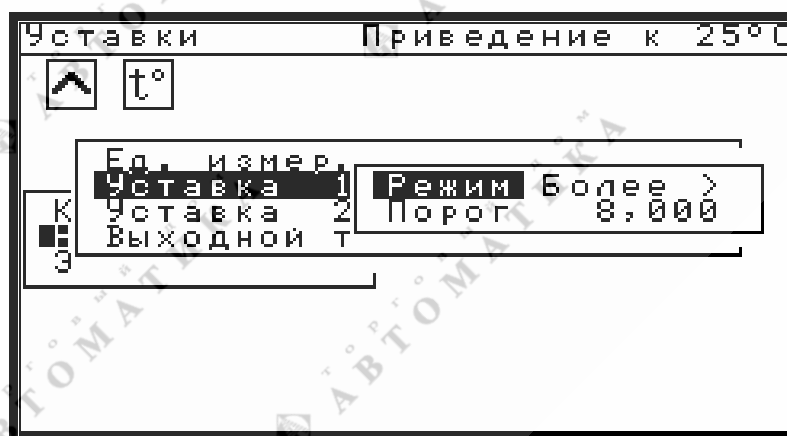 Уставки Приведение к 25°C
t°
Ед. измер.
Уставка 1 Режим Более >
К Уставка 2 Порог 8,000
Выходной т
Э